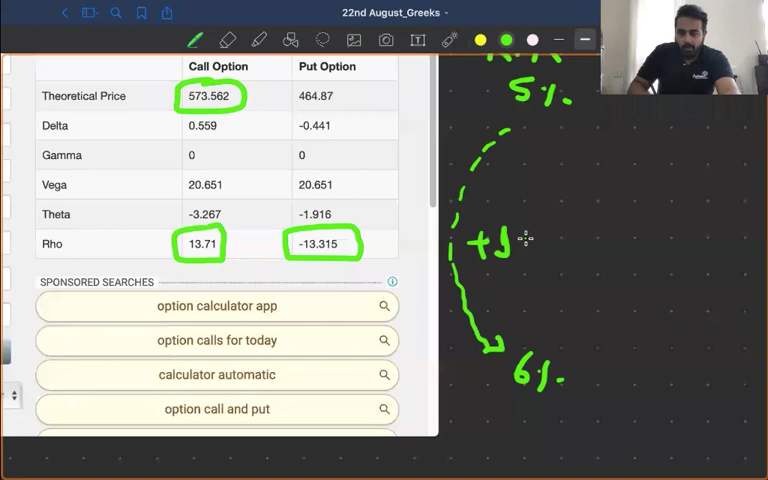 22nd August_Greeks
Call Option Put Option
Theoretical Price 573.562 464.87
Delta 0.559 -0.441
Gamma 0 0
Vega 20.651 20.651
Theta -3.267 -1.916
Rho 13.71 -13.315
SPONSORED SEARCHES
option calculator app
option calls for today
calculator automatic
option call and put
5%.
+1
6%.